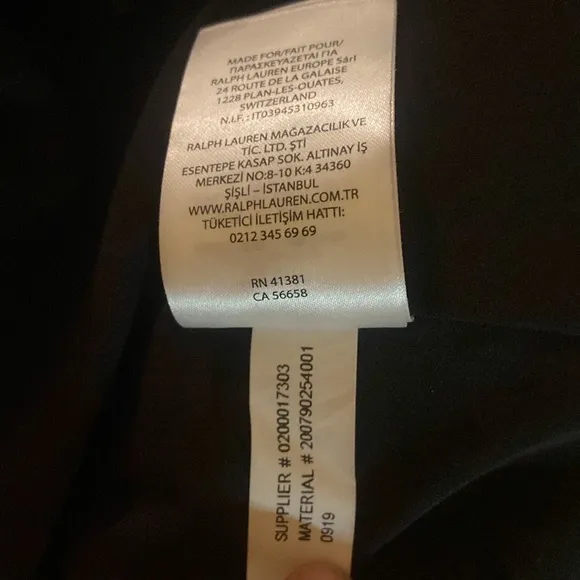 MADE FOR/FAIT POUR/
ΠΑΡΑΣΚΕΥΑΖΕΤΑΙ ΓΙΑ
RALPH LAUREN EUROPE Sàrl
24 ROUTE DE LA GALAISE
1228 PLAN-LES-OUATES,
SWITZERLAND
N.I.F.:IT03945310963
RALPH LAUREN MAĞAZACILIK VE
TİC. LTD. ŞTİ
ESENTEPE KASAP SOK. ALTINAY İŞ
MERKEZİ NO:8-10 K:4 34360
ŞİŞLİ – İSTANBUL
WWW.RALPHLAUREN.COM.TR
TÜKETİCİ İLETİŞİM HATTI:
0212 345 69 69
RN 41381
CA 56658
SUPPLIER # 0200017303
MATERIAL # 200790254001
0919